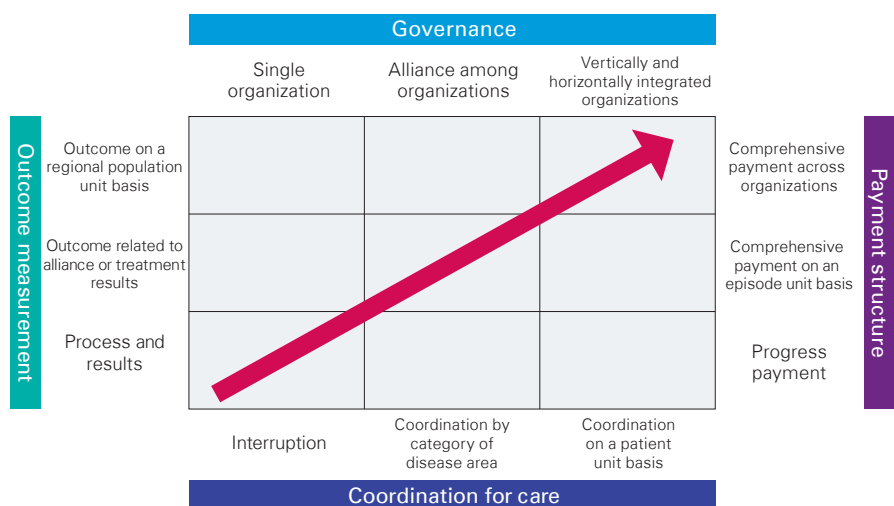 Governance
Single
organization
Alliance among
organizations
Vertically and
horizontally integrated
organizations
Outcome measurement
Outcome on a
regional population
unit basis
Outcome related to
alliance or treatment
results
Process and
results
Comprehensive
payment across
organizations
Comprehensive
payment on an
episode unit basis
Progress
payment
Payment structure
Interruption
Coordination by
category of
disease area
Coordination
on a patient
unit basis
Coordination for care